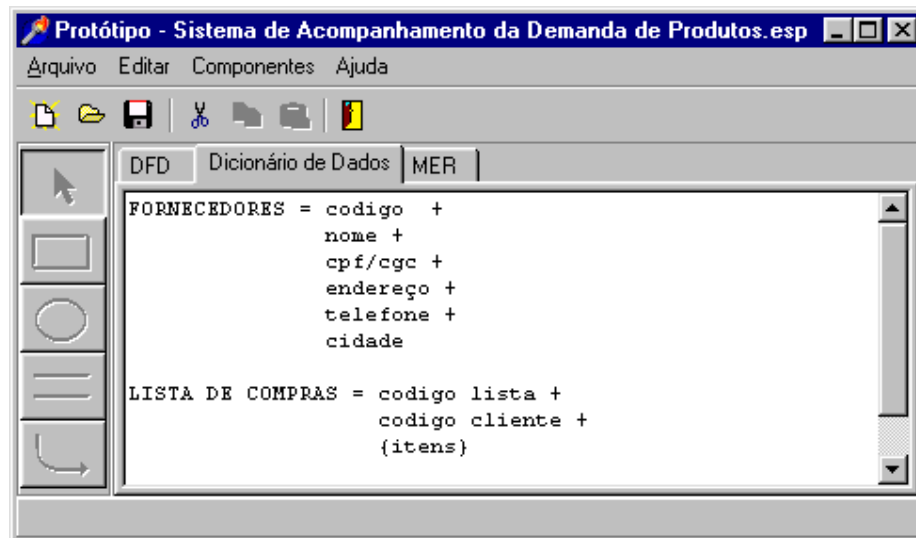 Protótipo - Sistema de Acompanhamento da Demanda de Produtos.esp
Arquivo Editar Componentes Ajuda
DFD Dicionário de Dados MER
FORNECEDORES = codigo +
nome +
cpf/cgc +
endereço +
telefone +
cidade
LISTA DE COMPRAS = codigo lista +
codigo cliente +
{itens}